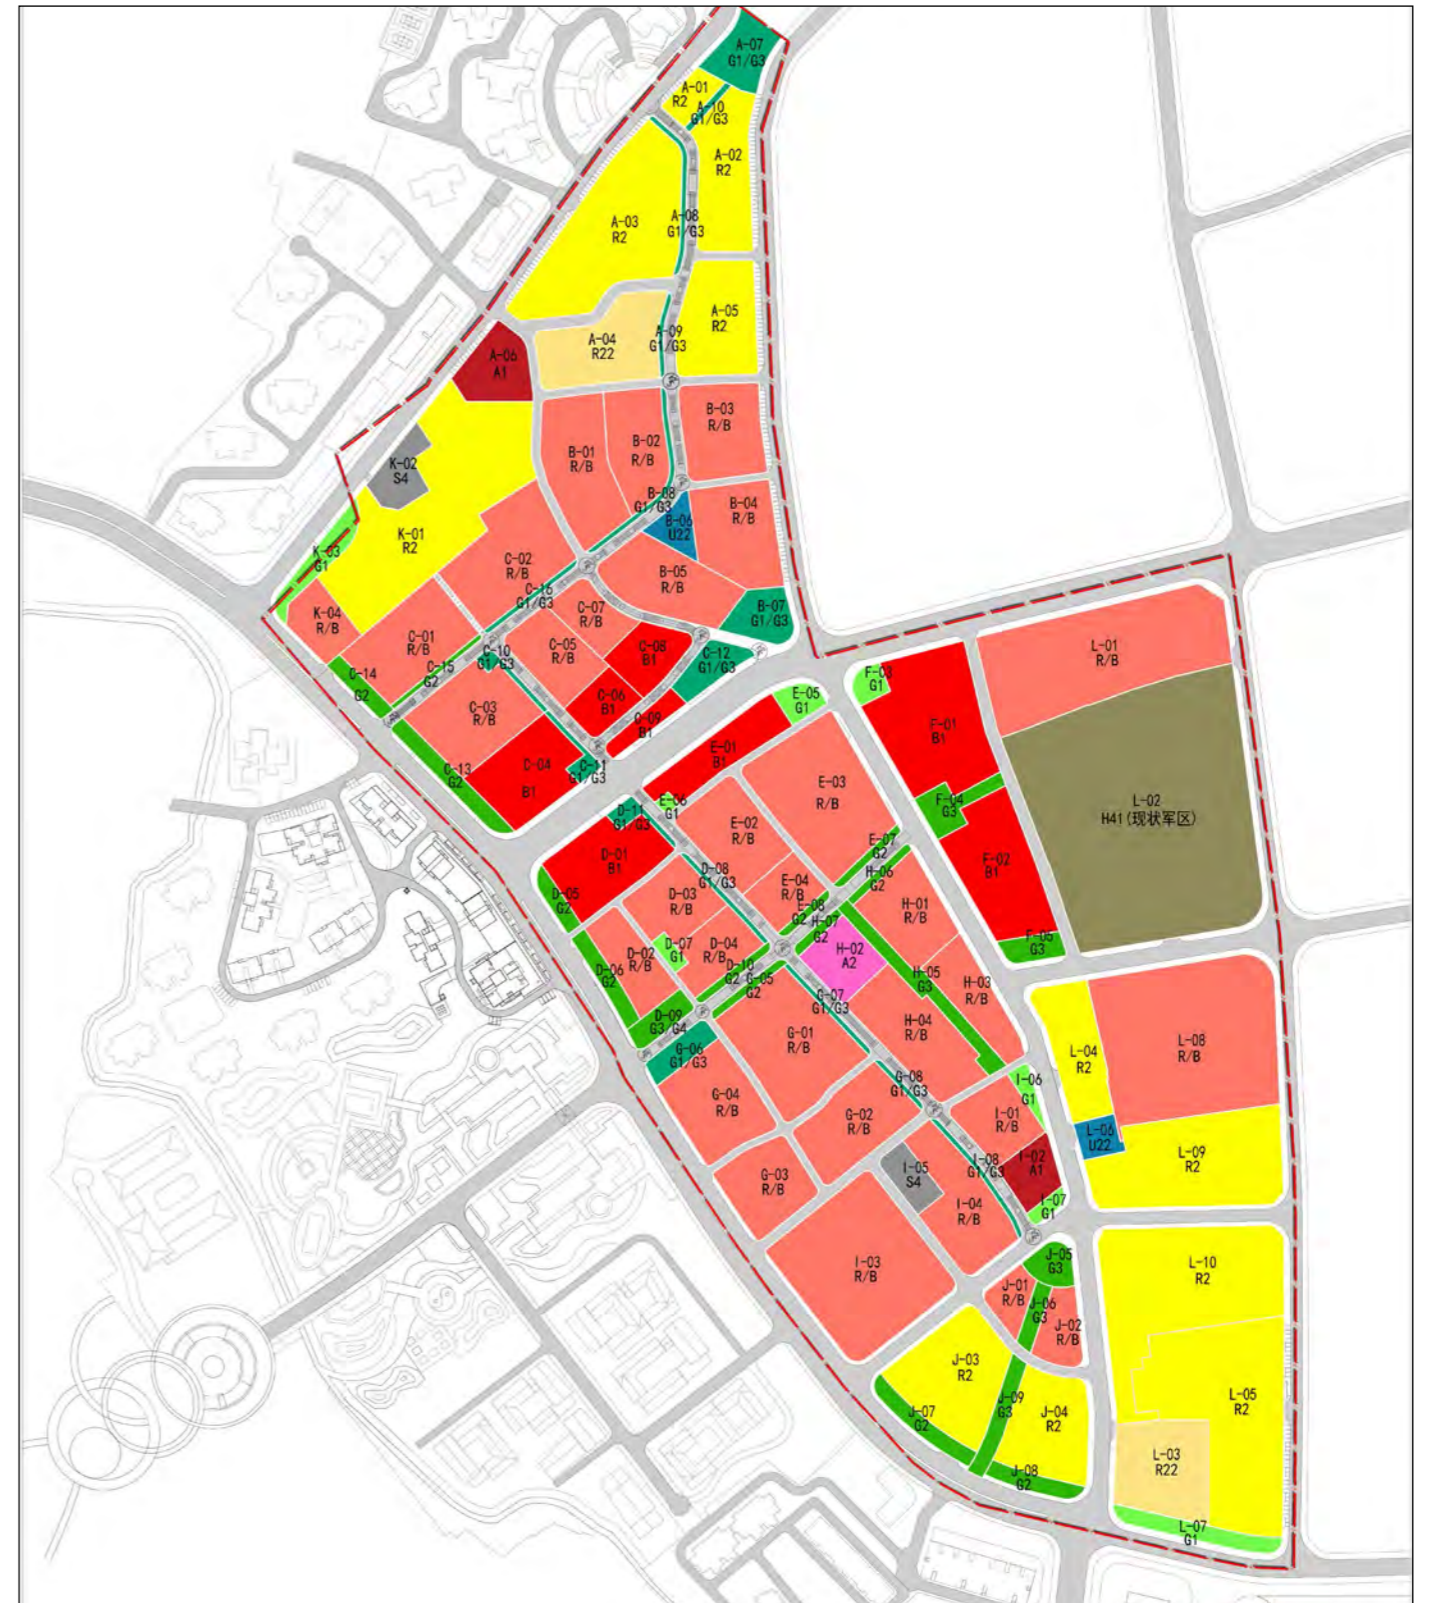 A-07
G1/G3
A-01
R2
A-10
G1/G3
A-02
R2
A-03
R2
A-08
G1/G3
A-05
R2
A-09
G1/G3
A-04
R22
A-06
A1
B-03
R/B
B-02
R/B
B-01
R/B
K-02
S4
B-08
G1/G3
B-04
R/B
B-06
U22
K-01
R2
K-03
G1
C-02
R/B
B-05
R/B
C-16
G1/G3
C-07
R/B
B-07
G1/G3
K-04
R/B
C-01
R/B
C-10
G1/G3
C-05
R/B
C-08
B1
C-12
G1/G3
L-01
R/B
C-14
G2
C-15
G2
F-03
G1
C-03
R/B
C-06
B1
E-05
G1
C-09
B1
F-01
B1
E-01
B1
C-13
G2
D-04
B1
C-11
G1/G3
E-03
R/B
L-02
H41(现状军区)
E-06
G1
F-04
G3
D-11
G1/G3
E-02
R/B
E-07
G2
D-01
B1
F-02
B1
D-08
G1/G3
H-06
G2
E-04
R/B
D-05
G2
D-03
R/B
H-01
R/B
E-08
G2
H-07
G2
D-07
G1
D-04
R/B
F-05
G3
D-02
R/B
H-02
A2
D-06
G2
D-10
G2
G-05
G2
H-05
G3
H-03
R/B
G-07
G1/G3
D-09
G3/G4
H-04
R/B
G-01
R/B
L-08
R/B
G-06
G1/G3
L-04
R2
G-08
G1/G3
I-06
G1
G-04
R/B
G-02
R/B
I-01
R/B
L-06
U22
L-09
R2
I-08
G1/G3
I-02
A1
G-03
R/B
I-05
S4
I-07
G1
I-04
R/B
I-03
R/B
J-05
G3
L-10
R2
J-01
R/B
J-06
G3
J-02
R/B
J-03
R2
L-05
R2
J-09
G3
J-07
G2
J-04
R2
L-03
R22
J-08
G2
L-07
G1